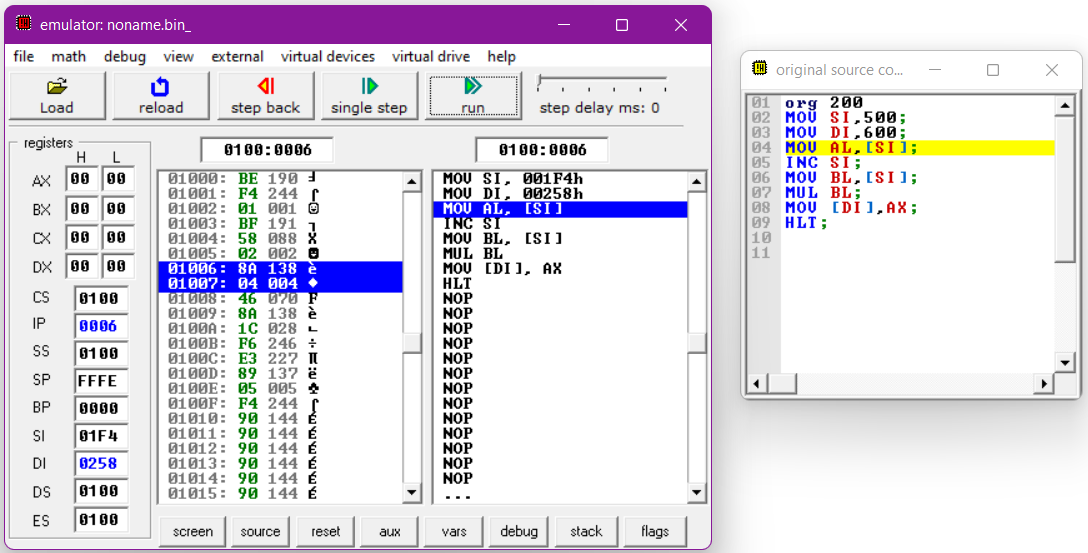 emulator: noname.bin_
file math debug view external virtual devices virtual drive help
Load reload step back single step run step delay ms: 0
registers
H L
AX 00 00
BX 00 00
CX 00 00
DX 00 00
CS 0100
IP 0006
SS 0100
SP FFFE
BP 0000
SI 01F4
DI 0258
DS 0100
ES 0100
0100:0006
01000: BE 190 ╛
01001: F4 244 ⌠
01002: 01 001 ☺
01003: BF 191 ┐
01004: 58 088 X
01005: 02 002 ☻
01006: 8A 138 è
01007: 04 004 ♦
01008: 46 070 F
01009: 8A 138 è
0100A: 1C 028 ∟
0100B: F6 246 ÷
0100C: E3 227 π
0100D: 89 137 ë
0100E: 05 005 ♣
0100F: F4 244 ⌠
01010: 90 144 É
01011: 90 144 É
01012: 90 144 É
01013: 90 144 É
01014: 90 144 É
01015: 90 144 É
0100:0006
MOV SI, 001F4h
MOV DI, 00258h
MOV AL, [SI]
INC SI
MOV BL, [SI]
MUL BL
MOV [DI], AX
HLT
NOP
NOP
NOP
NOP
NOP
NOP
NOP
NOP
NOP
NOP
NOP
NOP
NOP
...
screen source reset aux vars debug stack flags
original source co...
01 org 200
02 MOV SI,500;
03 MOV DI,600;
04 MOV AL,[SI];
05 INC SI;
06 MOV BL,[SI];
07 MUL BL;
08 MOV [DI],AX;
09 HLT;
10
11